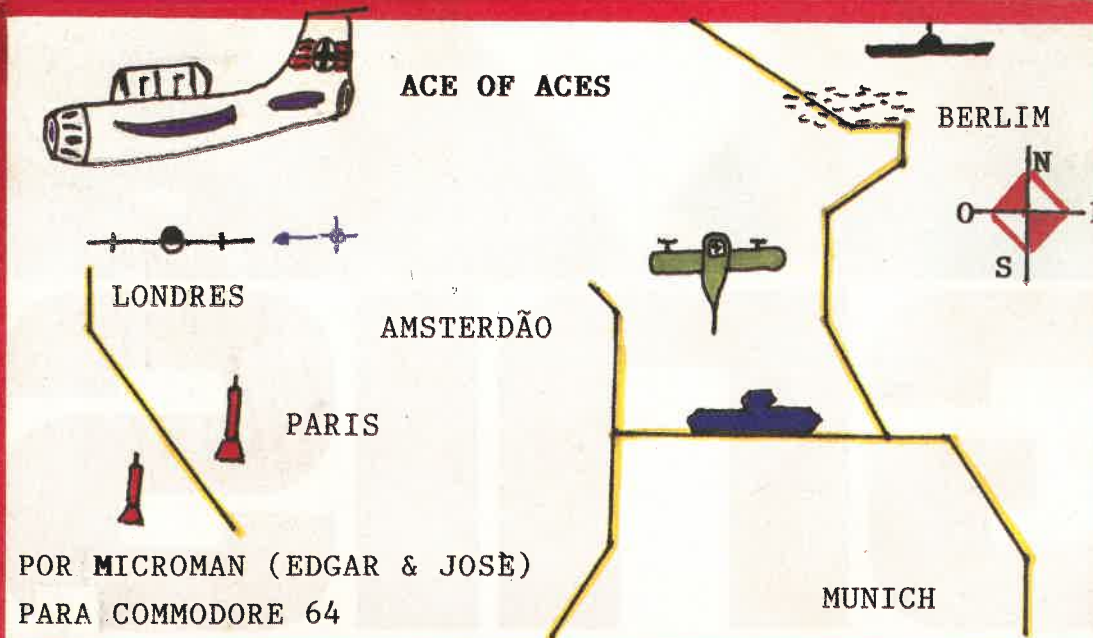 ACE OF ACES
BERLIM
N
O
S
LONDRES
AMSTERDÃO
PARIS
POR MICROMAN (EDGAR & JOSÈ)
PARA COMMODORE 64
MUNICH